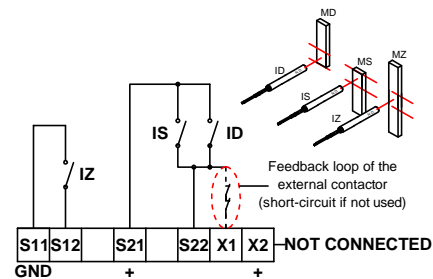 MD
ID
MS
MZ
IS
IZ
IS
ID
IZ
Feedback loop of the
external contactor
(short-circuit if not used)
S11 S12 S21 S22 X1 X2 NOT CONNECTED
GND + +